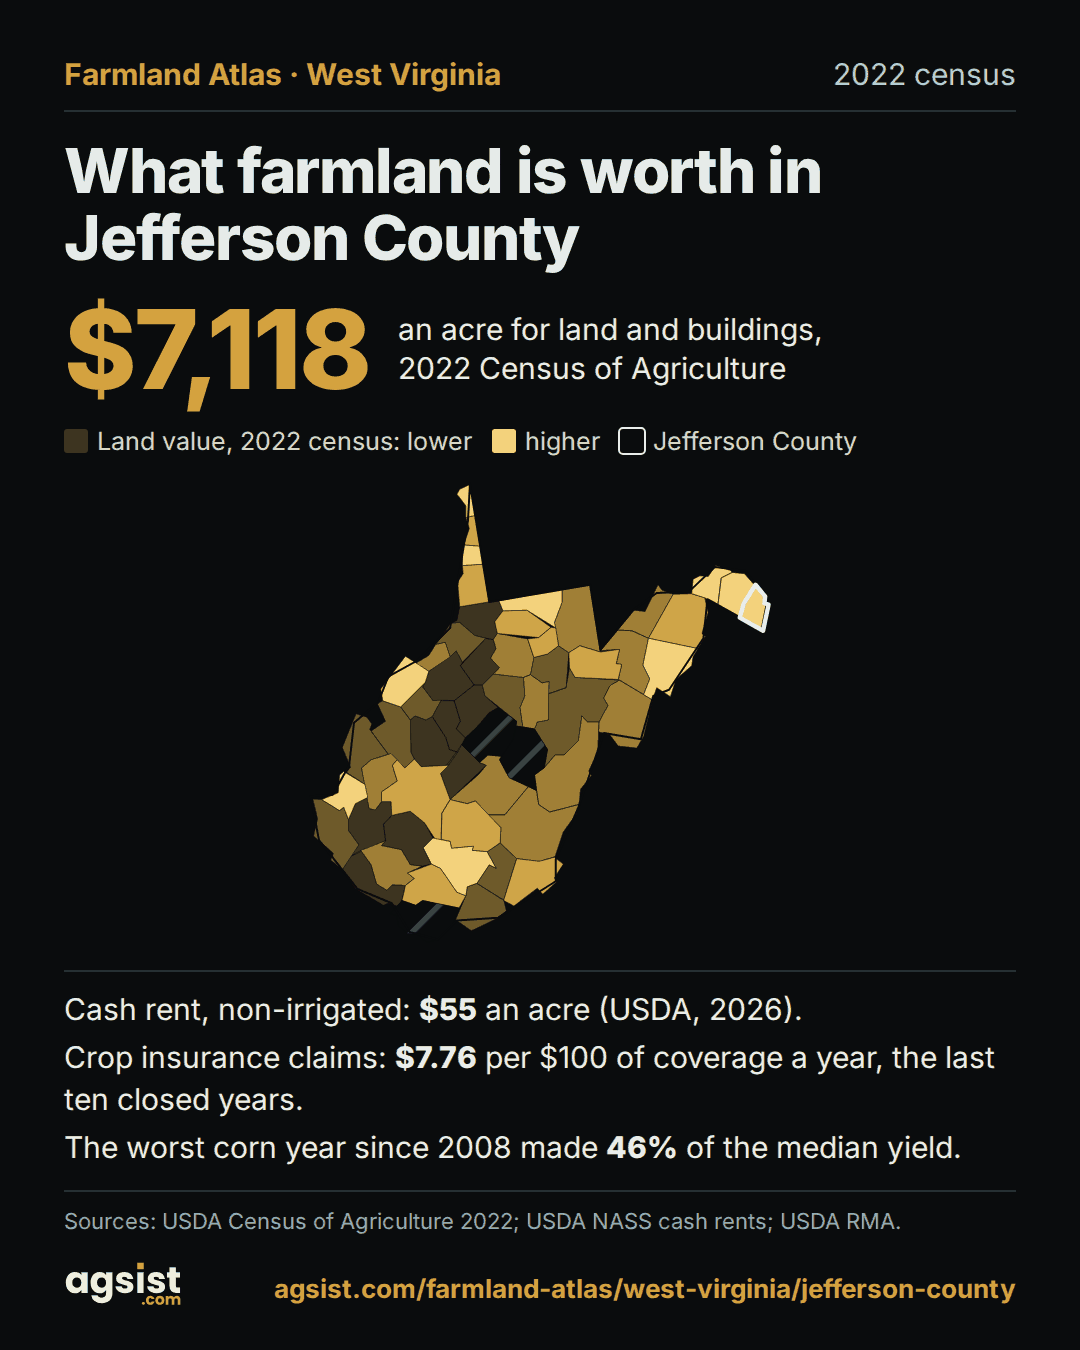 Farmland Atlas · West Virginia
2022 census
What farmland is worth in
Jefferson County
$7,118
an acre for land and buildings,
2022 Census of Agriculture
Land value, 2022 census: lower
higher
Jefferson County
Cash rent, non-irrigated: $55 an acre (USDA, 2026).
Crop insurance claims: $7.76 per $100 of coverage a year, the last
ten closed years.
The worst corn year since 2008 made 46% of the median yield.
Sources: USDA Census of Agriculture 2022; USDA NASS cash rents; USDA RMA.
agsist
.com
agsist.com/farmland-atlas/west-virginia/jefferson-county